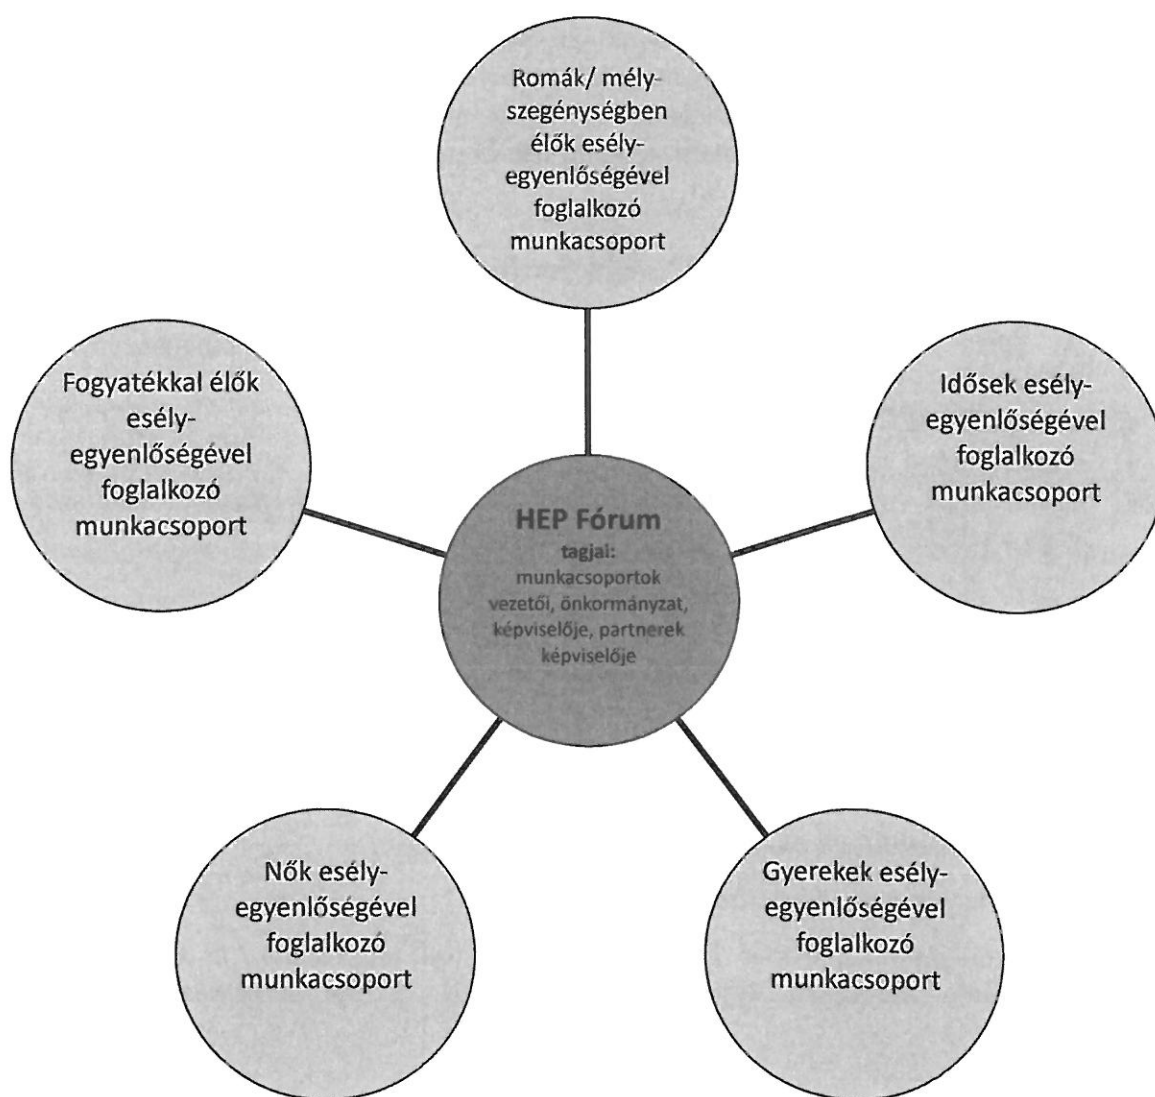 Romák/ mély-
szegénységben
élők esély-
egyenlőségével
foglalkozó
munkacsoport
Fogyatékkal élők
esély-
egyenlőségével
foglalkozó
munkacsoport
Idősek esély-
egyenlőségével
foglalkozó
munkacsoport
HEP Fórum
tagjai:
munkacsoportok
vezetői, önkormányzat,
képviselője, partnerek
képviselője
Nők esély-
egyenlőségével
foglalkozó
munkacsoport
Gyerekek esély-
egyenlőségével
foglalkozó
munkacsoport